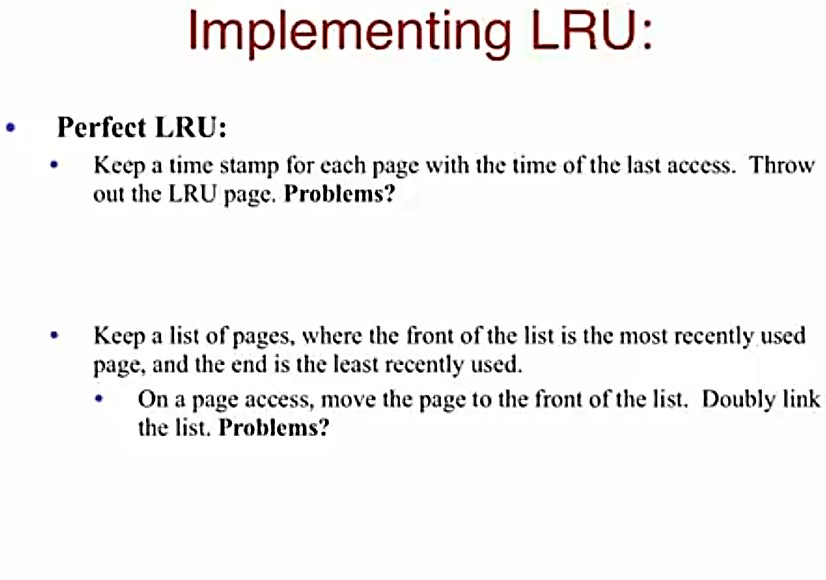 Implementing LRU:
• Perfect LRU:
• Keep a time stamp for each page with the time of the last access. Throw
out the LRU page. Problems?
• Keep a list of pages, where the front of the list is the most recently used
page, and the end is the least recently used.
• On a page access, move the page to the front of the list. Doubly link
the list. Problems?